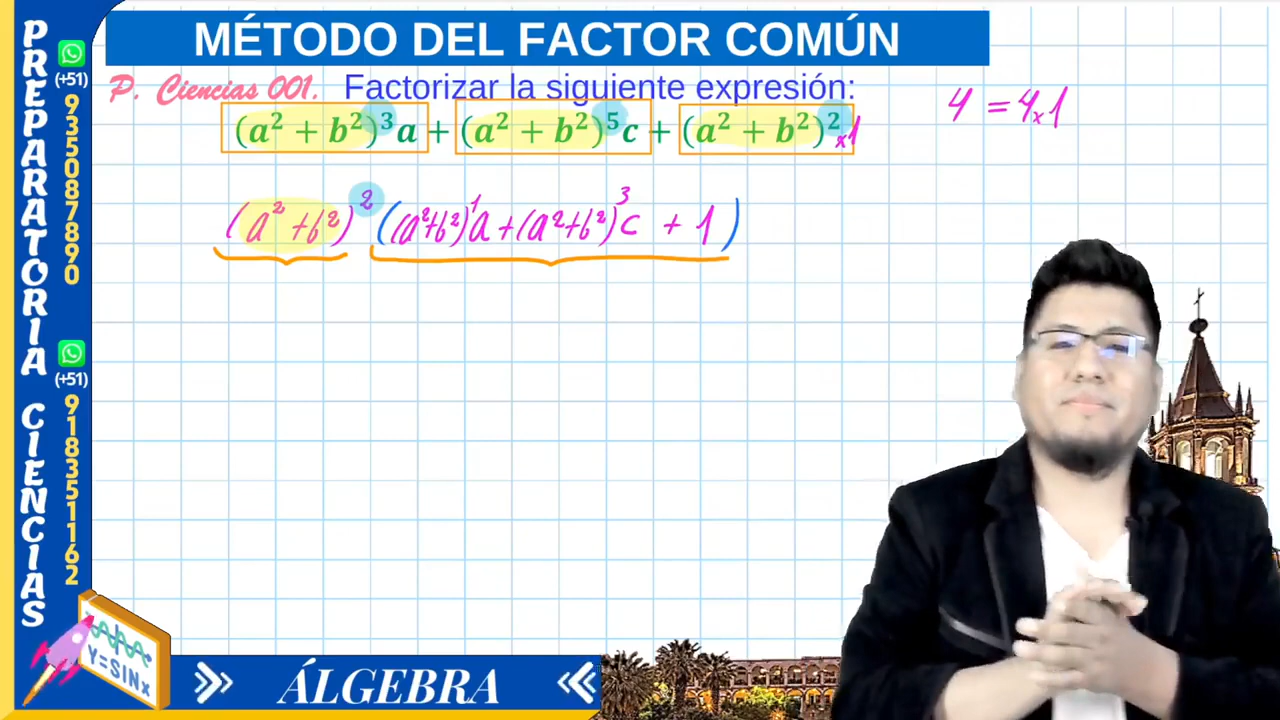 MÉTODO DEL FACTOR COMÚN
P. Ciencias 001. Factorizar la siguiente expresión:
(a² + b²)³a + (a² + b²)⁵c + (a² + b²)²x1
4 = 4x1
(a² + b²)² ((a²+b²)¹a + (a²+b²)³c + 1)
PREPARATORIA CIENCIAS
(+51) 935087890
(+51) 918351162
Y=SINx
ÁLGEBRA